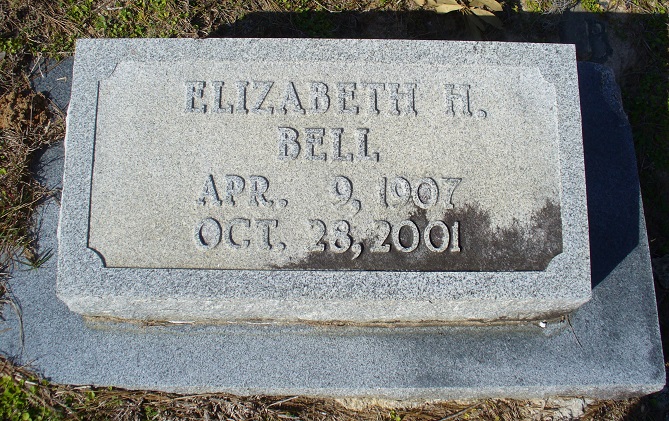 ELIZABETH H.
BELL
APR. 9, 1907
OCT. 28, 2001